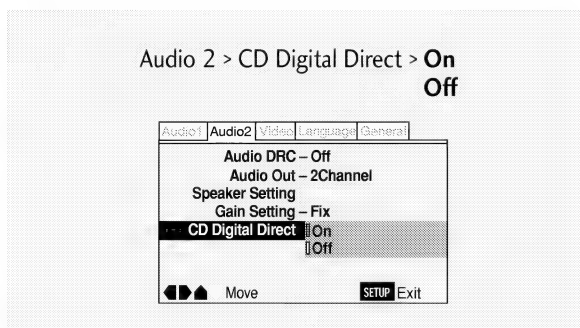 Audio 2 > CD Digital Direct > On
Off
Audio1 Audio2 Video Language General
Audio DRC – Off
Audio Out – 2Channel
Speaker Setting
Gain Setting – Fix
CD Digital Direct On
Off
Move SETUP Exit